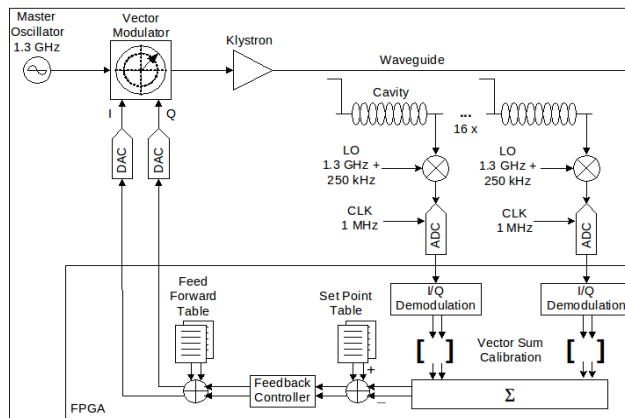 Master
Oscillator
1.3 GHz
Vector
Modulator
Klystron
Waveguide
Cavity
...
16 x
I
Q
DAC
DAC
LO
1.3 GHz +
250 kHz
LO
1.3 GHz +
250 kHz
CLK
1 MHz
ADC
CLK
1 MHz
ADC
Feed
Forward
Table
Set Point
Table
I/Q
Demodulation
I/Q
Demodulation
[ ]
Vector Sum
Calibration
[ ]
+
−
Feedback
Controller
Σ
FPGA